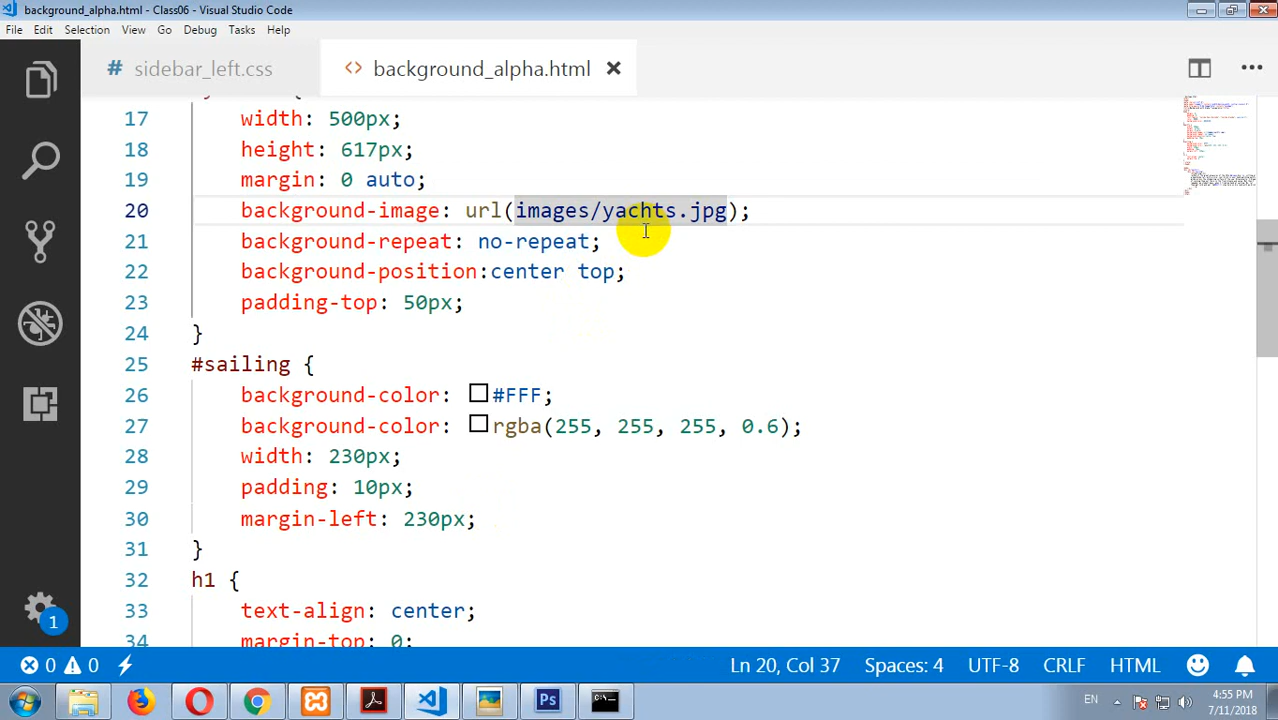 background_alpha.html - Class06 - Visual Studio Code
File Edit Selection View Go Debug Tasks Help
# sidebar_left.css <> background_alpha.html
17 width: 500px;
18 height: 617px;
19 margin: 0 auto;
20 background-image: url(images/yachts.jpg);
21 background-repeat: no-repeat;
22 background-position:center top;
23 padding-top: 50px;
24 }
25 #sailing {
26 background-color: #FFF;
27 background-color: rgba(255, 255, 255, 0.6);
28 width: 230px;
29 padding: 10px;
30 margin-left: 230px;
31 }
32 h1 {
33 text-align: center;
34 margin-top: 0;
1
0 0 Ln 20, Col 37 Spaces: 4 UTF-8 CRLF HTML
Ps EN 4:55 PM
7/11/2018